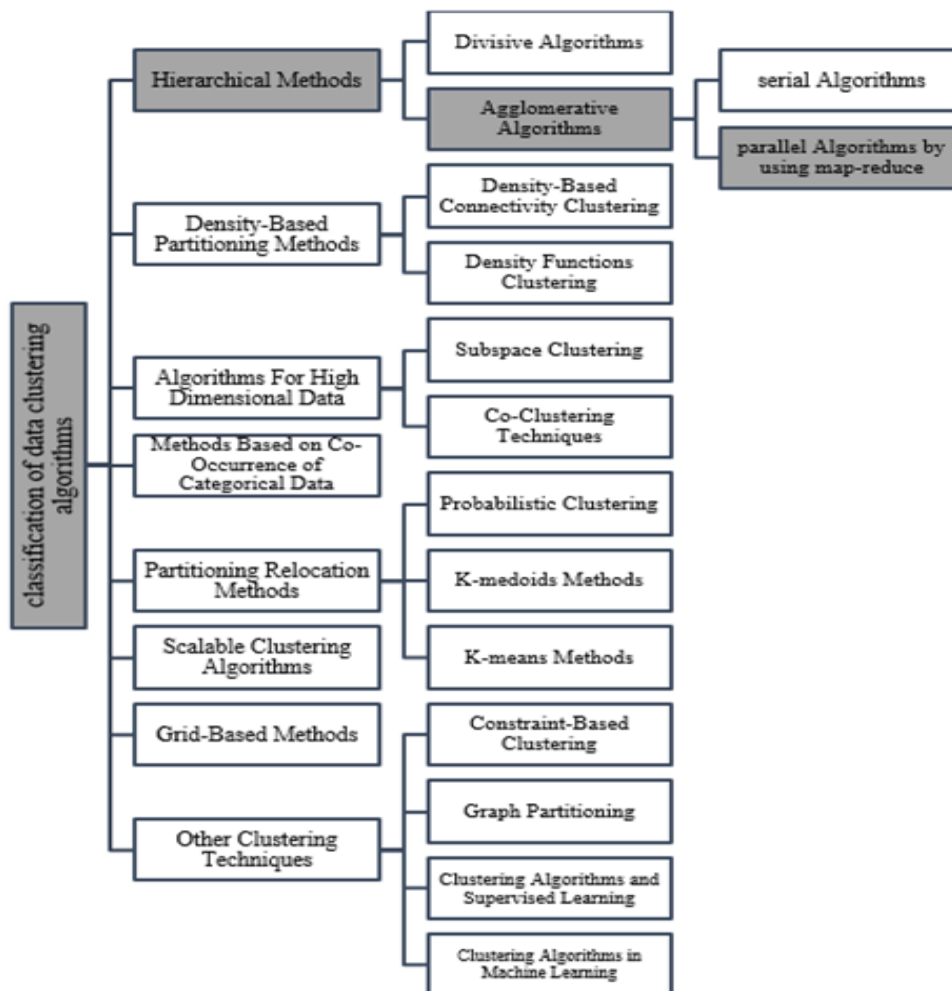 classification of data clustering
algorithms
Hierarchical Methods
Divisive Algorithms
Agglomerative
Algorithms
serial Algorithms
parallel Algorithms by
using map-reduce
Density-Based
Partitioning Methods
Density-Based
Connectivity Clustering
Density Functions
Clustering
Algorithms For High
Dimensional Data
Subspace Clustering
Co-Clustering
Techniques
Methods Based on Co-
Occurrence of
Categorical Data
Partitioning Relocation
Methods
Probabilistic Clustering
K-medoids Methods
K-means Methods
Scalable Clustering
Algorithms
Grid-Based Methods
Other Clustering
Techniques
Constraint-Based
Clustering
Graph Partitioning
Clustering Algorithms and
Supervised Learning
Clustering Algorithms in
Machine Learning